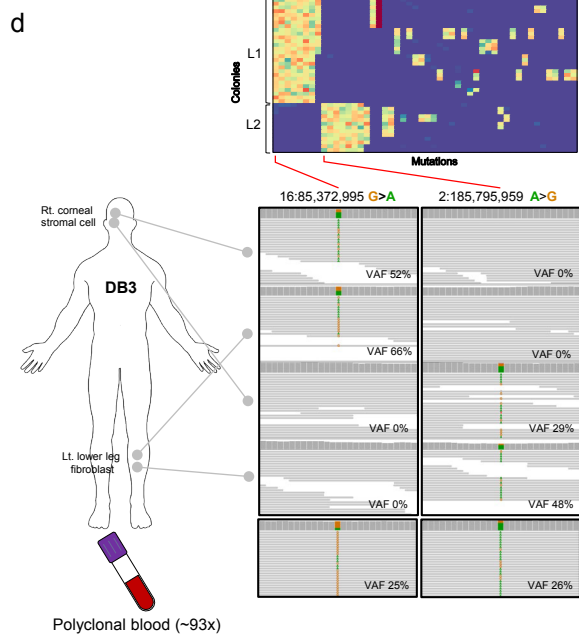 d
Colonies
L1
L2
Mutations
16:85,372,995 G>A
2:185,795,959 A>G
Rt. corneal
stromal cell
DB3
VAF 52%
VAF 0%
VAF 66%
VAF 0%
VAF 0%
VAF 29%
Lt. lower leg
fibroblast
VAF 0%
VAF 48%
VAF 25%
VAF 26%
Polyclonal blood (~93x)